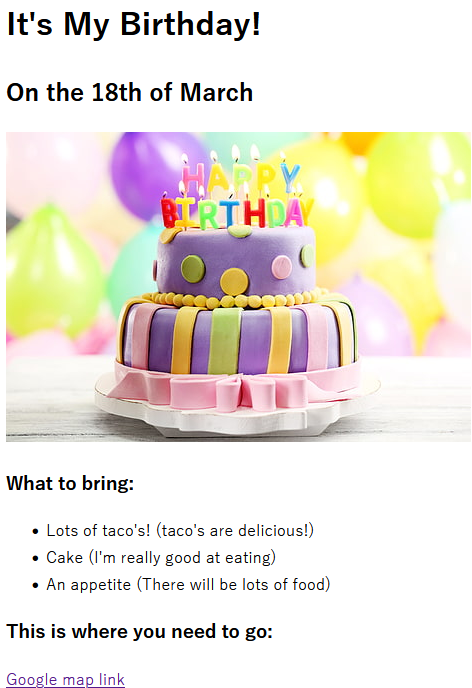 It's My Birthday!
On the 18th of March
HAPPY
BIRTHDAY
What to bring:
Lots of taco's! (taco's are delicious!)
Cake (I'm really good at eating)
An appetite (There will be lots of food)
This is where you need to go:
Google map link